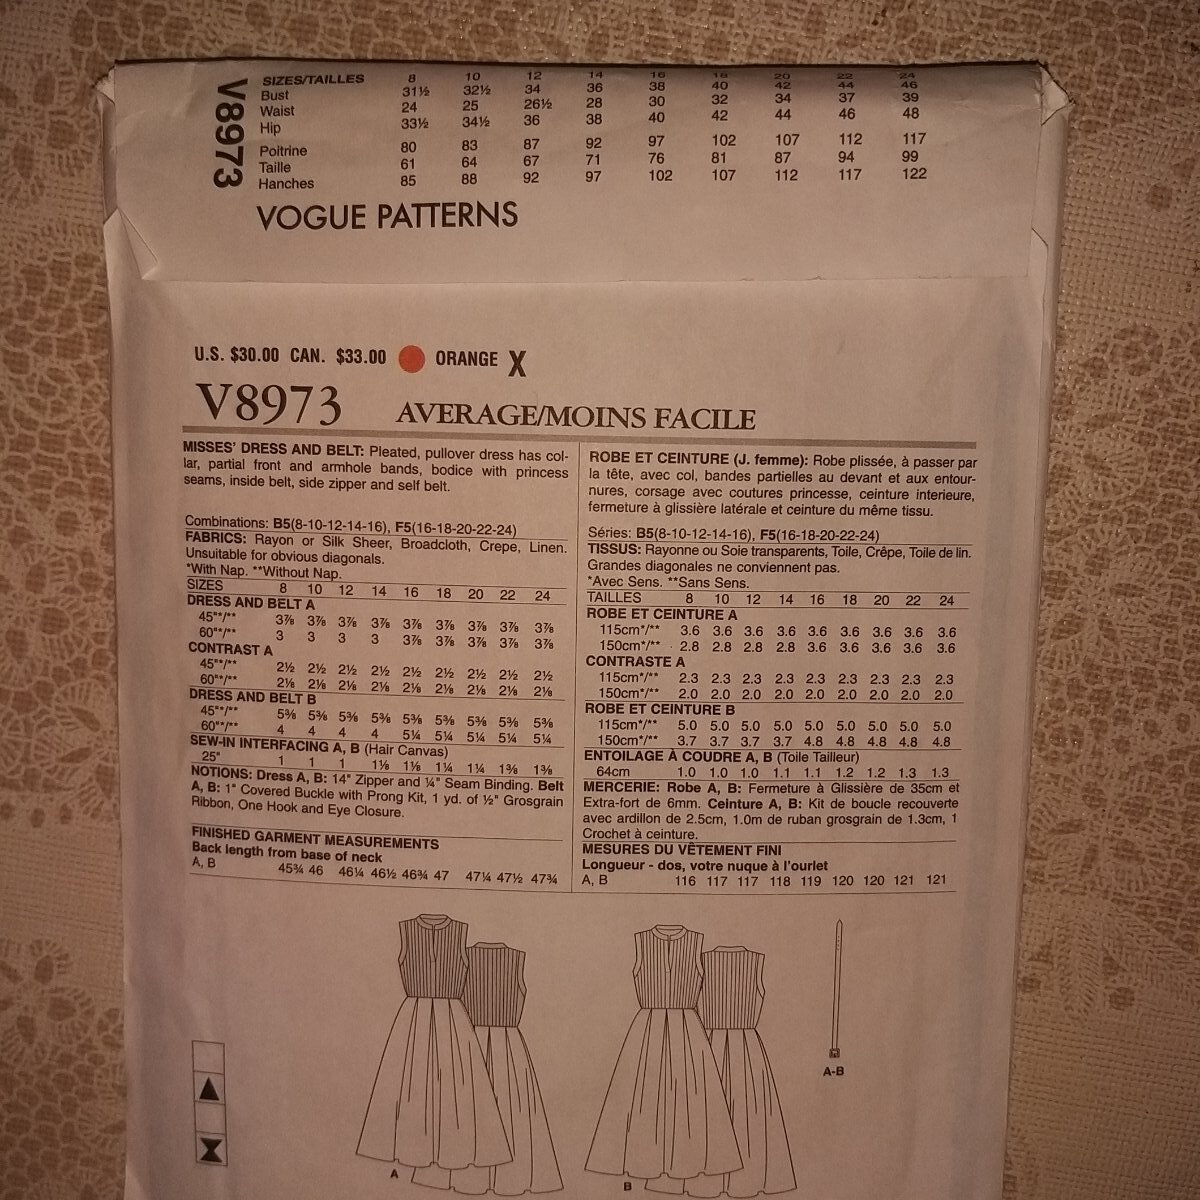 V8973
SIZES/TAILLES 8 10 12 14 16 18 20 22 24
Bust 31½ 32½ 34 36 38 40 42 44 46
Waist 24 25 26½ 28 30 32 34 37 39
Hip 33½ 34½ 36 38 40 42 44 46 48
Poitrine 80 83 87 92 97 102 107 112 117
Taille 61 64 67 71 76 81 87 94 99
Hanches 85 88 92 97 102 107 112 117 122
VOGUE PATTERNS
U.S. $30.00 CAN. $33.00 ORANGE X
V8973 AVERAGE/MOINS FACILE
MISSES' DRESS AND BELT: Pleated, pullover dress has col-
lar, partial front and armhole bands, bodice with princess
seams, inside belt, side zipper and self belt.
Combinations: B5(8-10-12-14-16), F5(16-18-20-22-24)
FABRICS: Rayon or Silk Sheer, Broadcloth, Crepe, Linen.
Unsuitable for obvious diagonals.
*With Nap. **Without Nap.
SIZES 8 10 12 14 16 18 20 22 24
DRESS AND BELT A
45"*/** 3⅞ 3⅞ 3⅞ 3⅞ 3⅞ 3⅞ 3⅞ 3⅞ 3⅞
60"*/** 3 3 3 3 3⅞ 3⅞ 3⅞ 3⅞ 3⅞
CONTRAST A
45"*/** 2½ 2½ 2½ 2½ 2½ 2½ 2½ 2½ 2½
60"*/** 2⅛ 2⅛ 2⅛ 2⅛ 2⅛ 2⅛ 2⅛ 2⅛ 2⅛
DRESS AND BELT B
45"*/** 5⅜ 5⅜ 5⅜ 5⅜ 5⅜ 5⅜ 5⅜ 5⅜ 5⅜
60"*/** 4 4 4 4 5¼ 5¼ 5¼ 5¼ 5¼
SEW-IN INTERFACING A, B (Hair Canvas)
25" 1 1 1 1⅛ 1⅛ 1¼ 1¼ 1⅜ 1⅜
NOTIONS: Dress A, B: 14" Zipper and ¼" Seam Binding. Belt
A, B: 1" Covered Buckle with Prong Kit, 1 yd. of ½" Grosgrain
Ribbon, One Hook and Eye Closure.
FINISHED GARMENT MEASUREMENTS
Back length from base of neck
A, B 45¾ 46 46¼ 46½ 46¾ 47 47¼ 47½ 47¾
ROBE ET CEINTURE (J. femme): Robe plissée, à passer par
la tête, avec col, bandes partielles au devant et aux entour-
nures, corsage avec coutures princesse, ceinture interieure,
fermeture à glissière latérale et ceinture du même tissu.
Séries: B5(8-10-12-14-16), F5(16-18-20-22-24)
TISSUS: Rayonne ou Soie transparents, Toile, Crêpe, Toile de lin.
Grandes diagonales ne conviennent pas.
*Avec Sens. **Sans Sens.
TAILLES 8 10 12 14 16 18 20 22 24
ROBE ET CEINTURE A
115cm*/** 3.6 3.6 3.6 3.6 3.6 3.6 3.6 3.6 3.6
150cm*/** 2.8 2.8 2.8 2.8 3.6 3.6 3.6 3.6 3.6
CONTRASTE A
115cm*/** 2.3 2.3 2.3 2.3 2.3 2.3 2.3 2.3 2.3
150cm*/** 2.0 2.0 2.0 2.0 2.0 2.0 2.0 2.0 2.0
ROBE ET CEINTURE B
115cm*/** 5.0 5.0 5.0 5.0 5.0 5.0 5.0 5.0 5.0
150cm*/** 3.7 3.7 3.7 3.7 4.8 4.8 4.8 4.8 4.8
ENTOILAGE À COUDRE A, B (Toile Tailleur)
64cm 1.0 1.0 1.0 1.1 1.1 1.2 1.2 1.3 1.3
MERCERIE: Robe A, B: Fermeture à Glissière de 35cm et
Extra-fort de 6mm. Ceinture A, B: Kit de boucle recouverte
avec ardillon de 2.5cm, 1.0m de ruban grosgrain de 1.3cm, 1
Crochet à ceinture.
MESURES DU VÊTEMENT FINI
Longueur - dos, votre nuque à l'ourlet
A, B 116 117 117 118 119 120 120 121 121
A
B
A-B